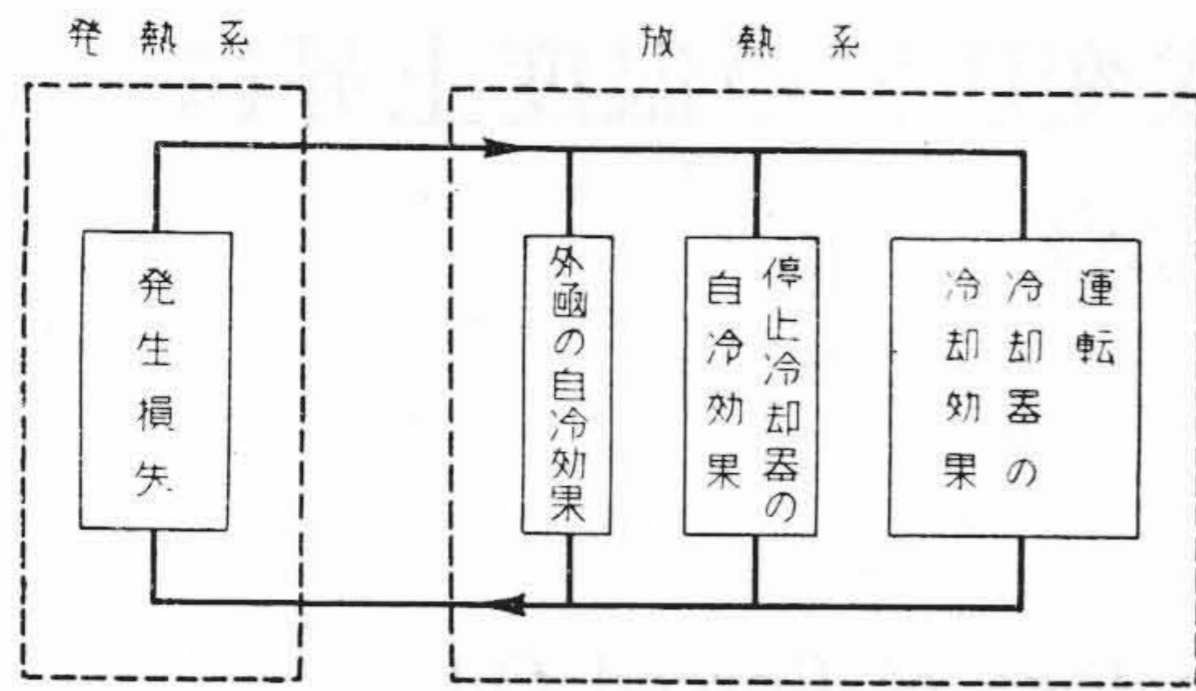 発熱系
放熱系
発生損失
外凾の自冷効果
停止冷却器の
自冷効果
運転
冷却器の
冷却効果